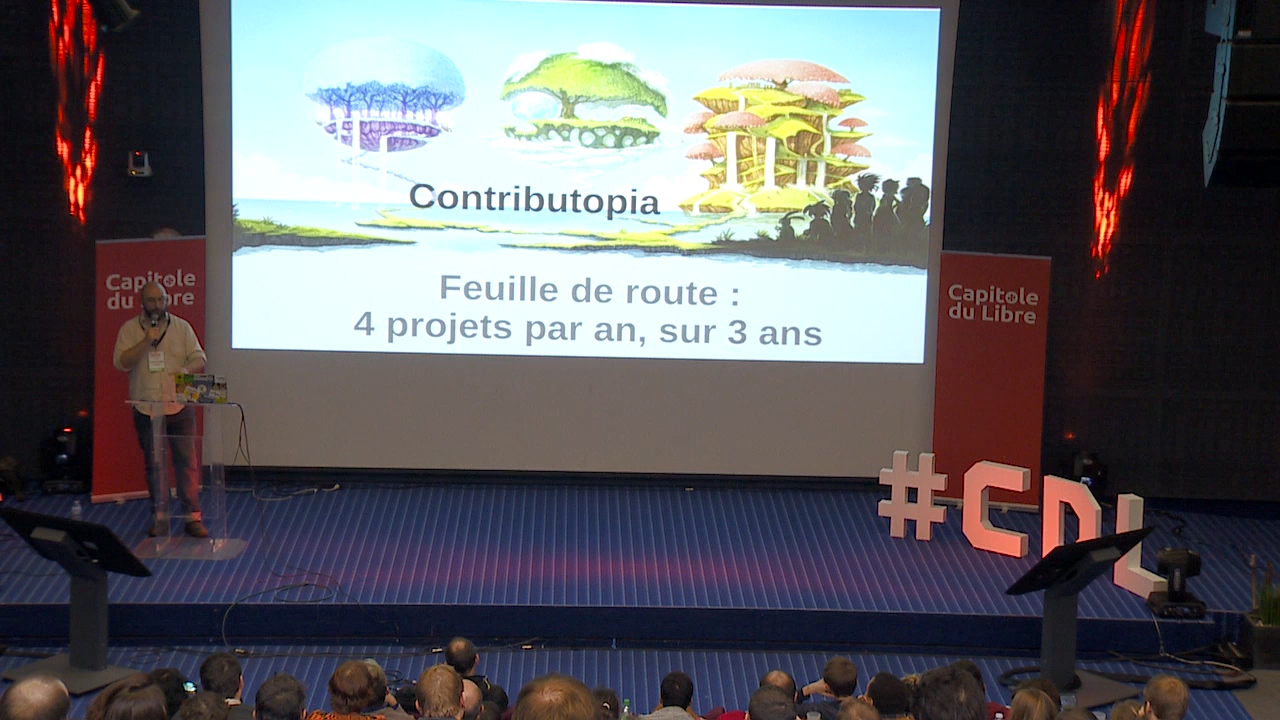 Contributopia
Feuille de route :
4 projets par an, sur 3 ans
Capitole
du Libre
Capitole
du Libre
#CDL